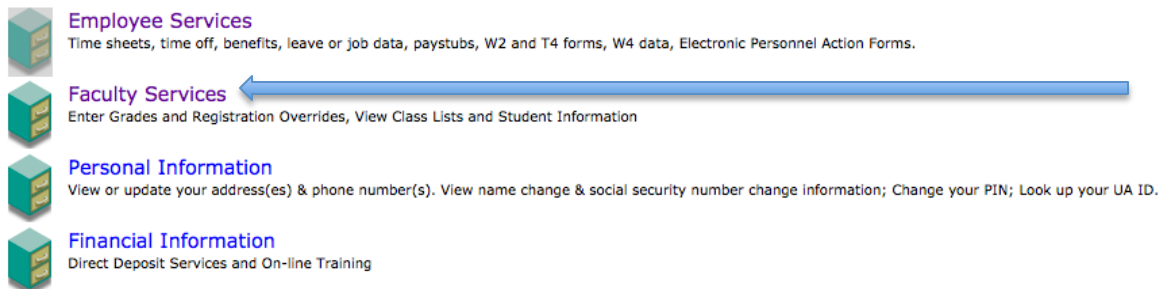 Employee Services
Time sheets, time off, benefits, leave or job data, paystubs, W2 and T4 forms, W4 data, Electronic Personnel Action Forms.
Faculty Services
Enter Grades and Registration Overrides, View Class Lists and Student Information
Personal Information
View or update your address(es) & phone number(s). View name change & social security number change information; Change your PIN; Look up your UA ID.
Financial Information
Direct Deposit Services and On-line Training